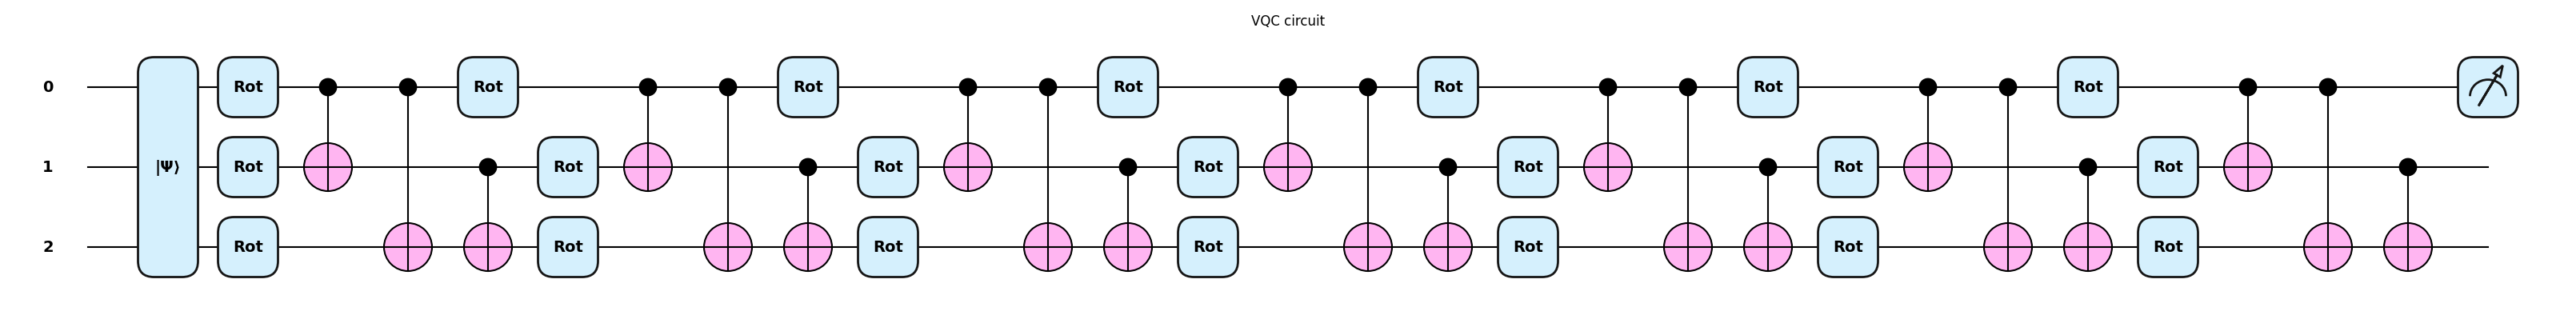 VQC circuit
0 Rot Rot Rot Rot Rot Rot Rot
|Ψ⟩
1 Rot Rot Rot Rot Rot Rot Rot
2 Rot Rot Rot Rot Rot Rot Rot